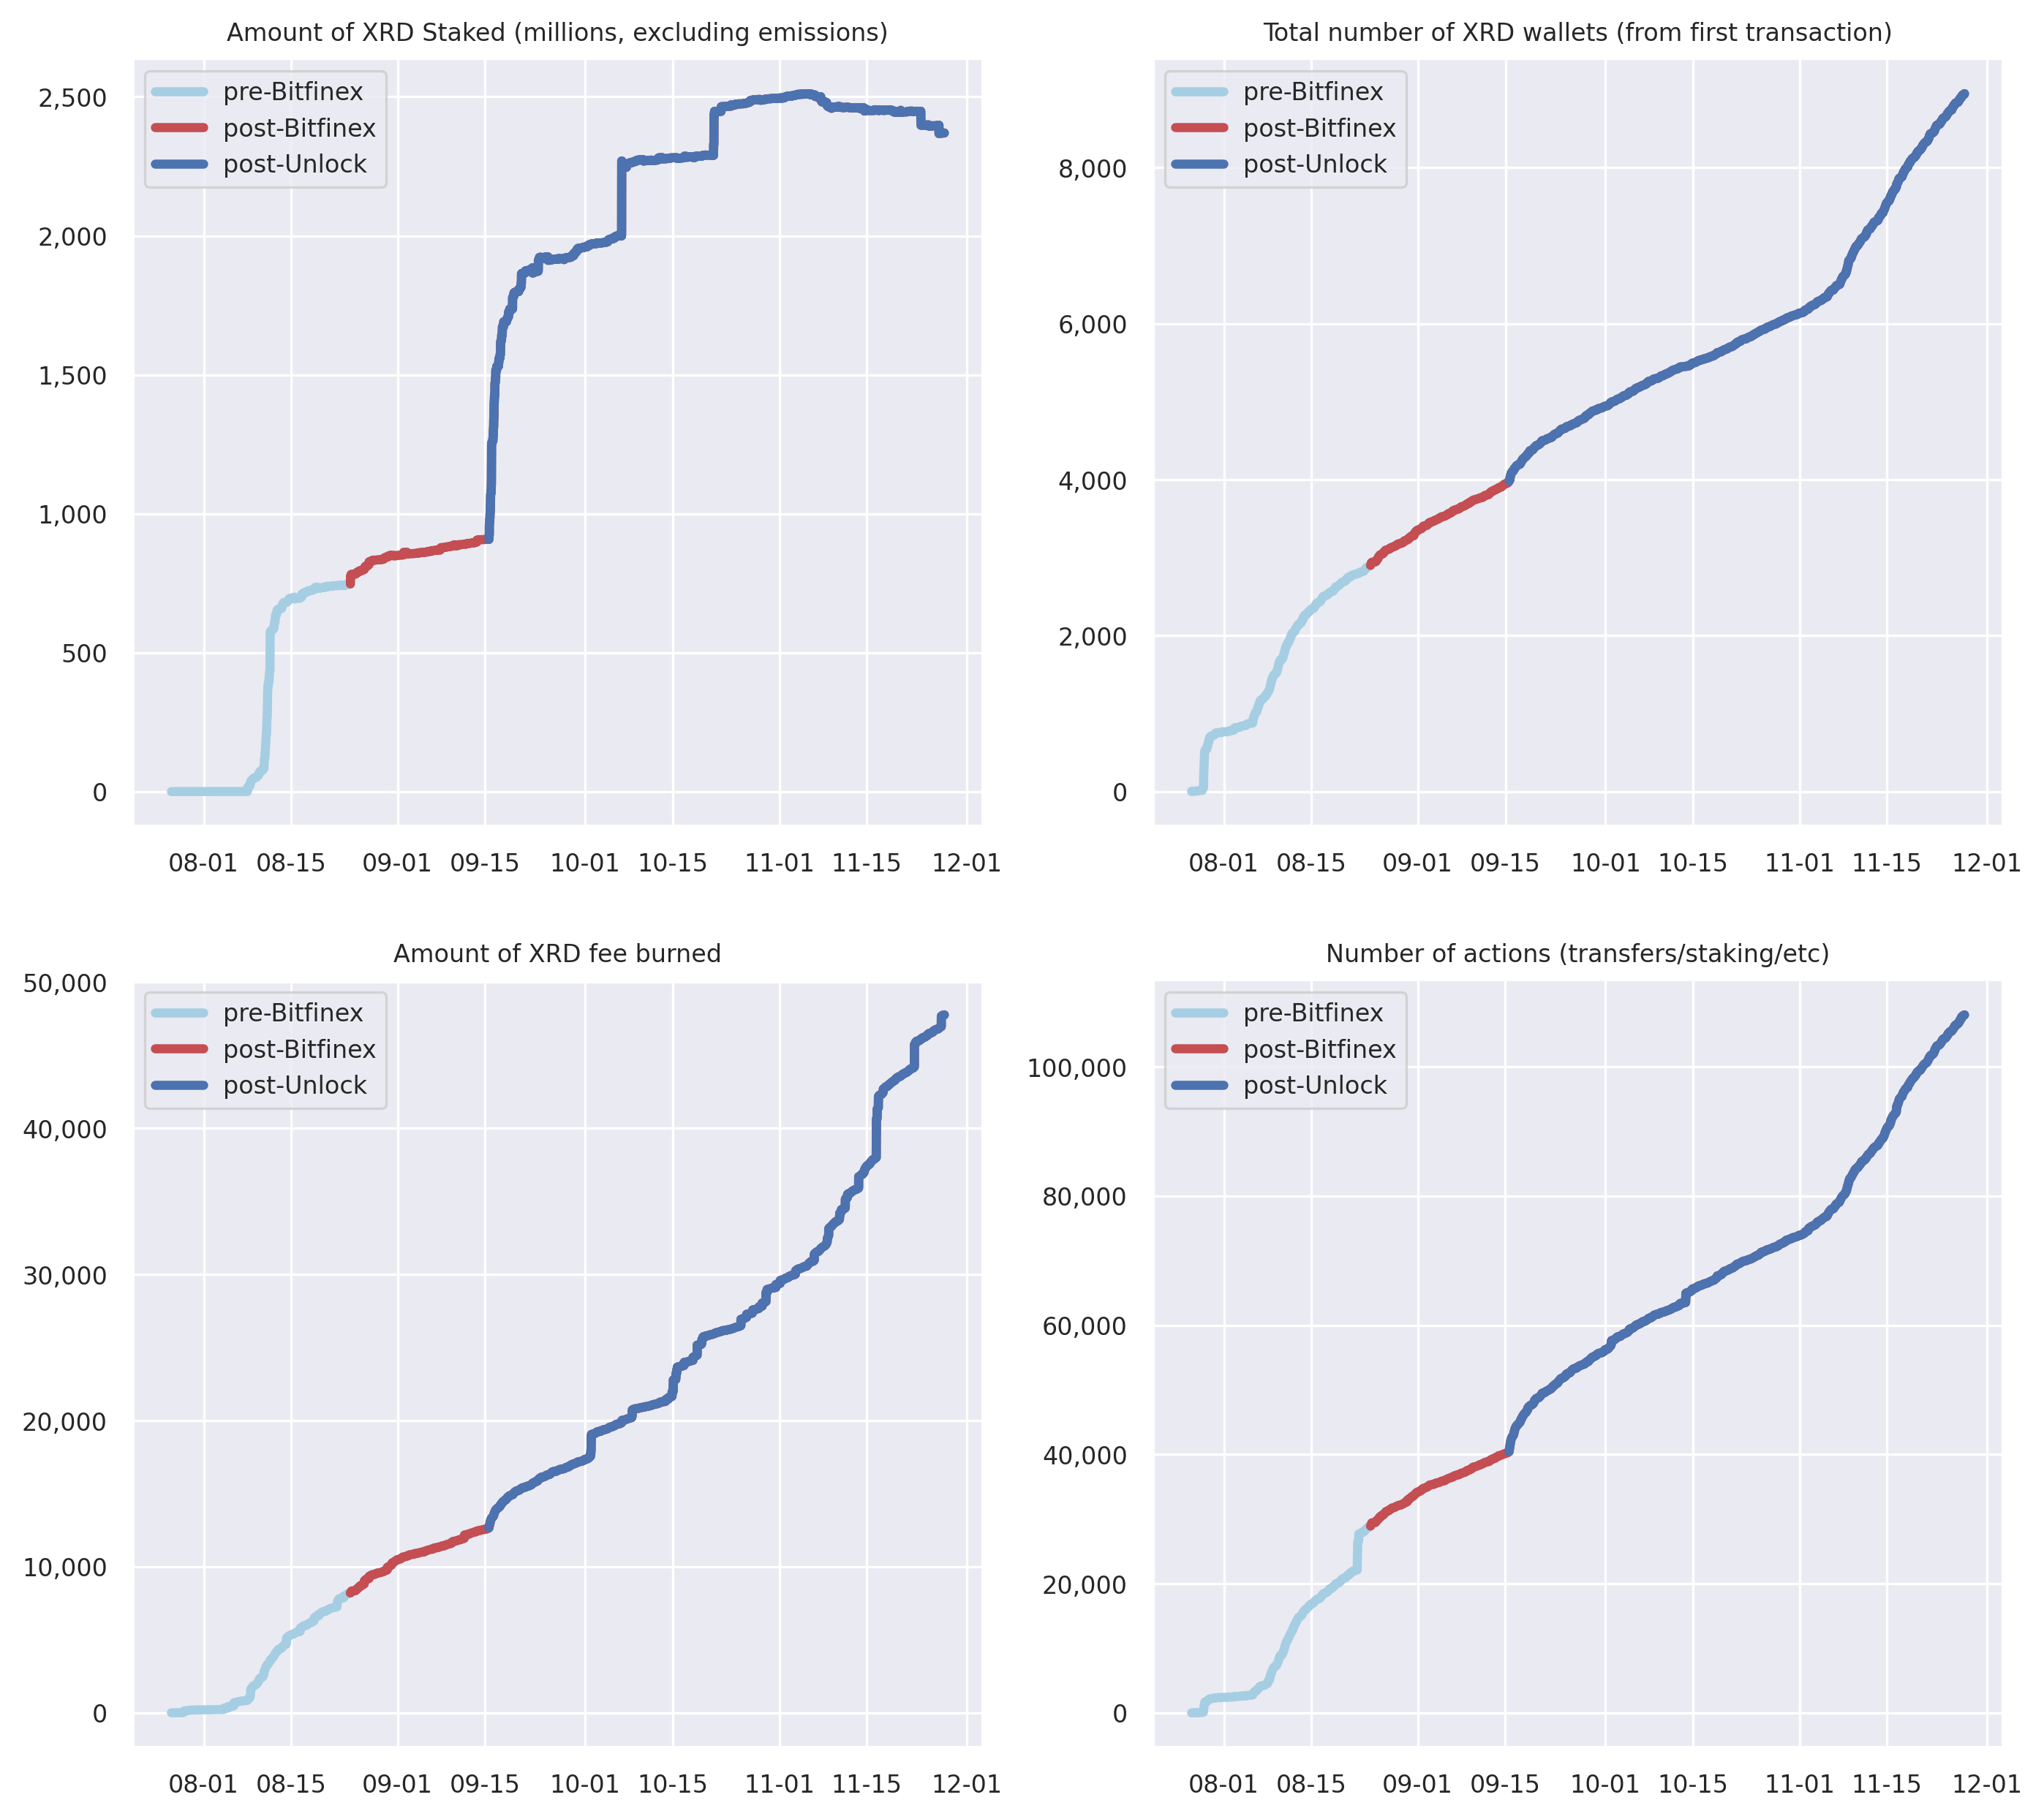 Amount of XRD Staked (millions, excluding emissions)
pre-Bitfinex
post-Bitfinex
post-Unlock
2,500
2,000
1,500
1,000
500
0
08-01 08-15 09-01 09-15 10-01 10-15 11-01 11-15 12-01
Total number of XRD wallets (from first transaction)
pre-Bitfinex
post-Bitfinex
post-Unlock
8,000
6,000
4,000
2,000
0
08-01 08-15 09-01 09-15 10-01 10-15 11-01 11-15 12-01
Amount of XRD fee burned
pre-Bitfinex
post-Bitfinex
post-Unlock
50,000
40,000
30,000
20,000
10,000
0
08-01 08-15 09-01 09-15 10-01 10-15 11-01 11-15 12-01
Number of actions (transfers/staking/etc)
pre-Bitfinex
post-Bitfinex
post-Unlock
100,000
80,000
60,000
40,000
20,000
0
08-01 08-15 09-01 09-15 10-01 10-15 11-01 11-15 12-01